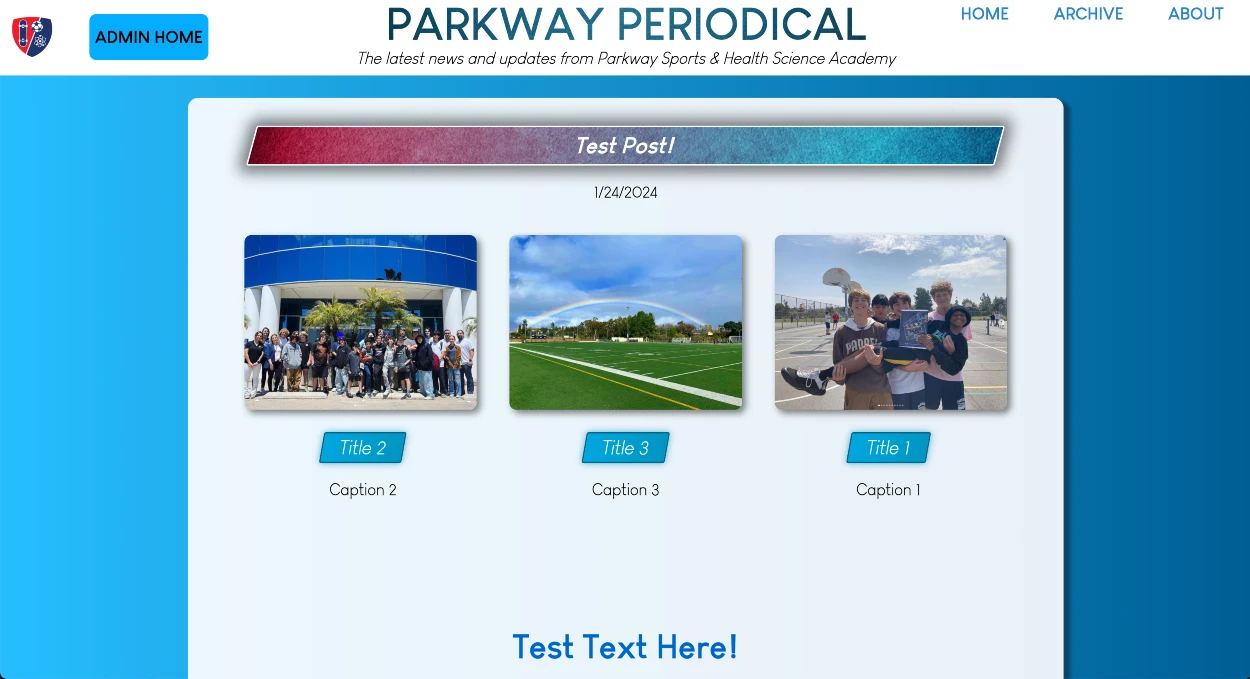 ADMIN HOME
PARKWAY PERIODICAL
The latest news and updates from Parkway Sports & Health Science Academy
HOME
ARCHIVE
ABOUT
Test Post!
1/24/2024
PADRES
Title 2
Title 3
Title 1
Caption 2
Caption 3
Caption 1
Test Text Here!